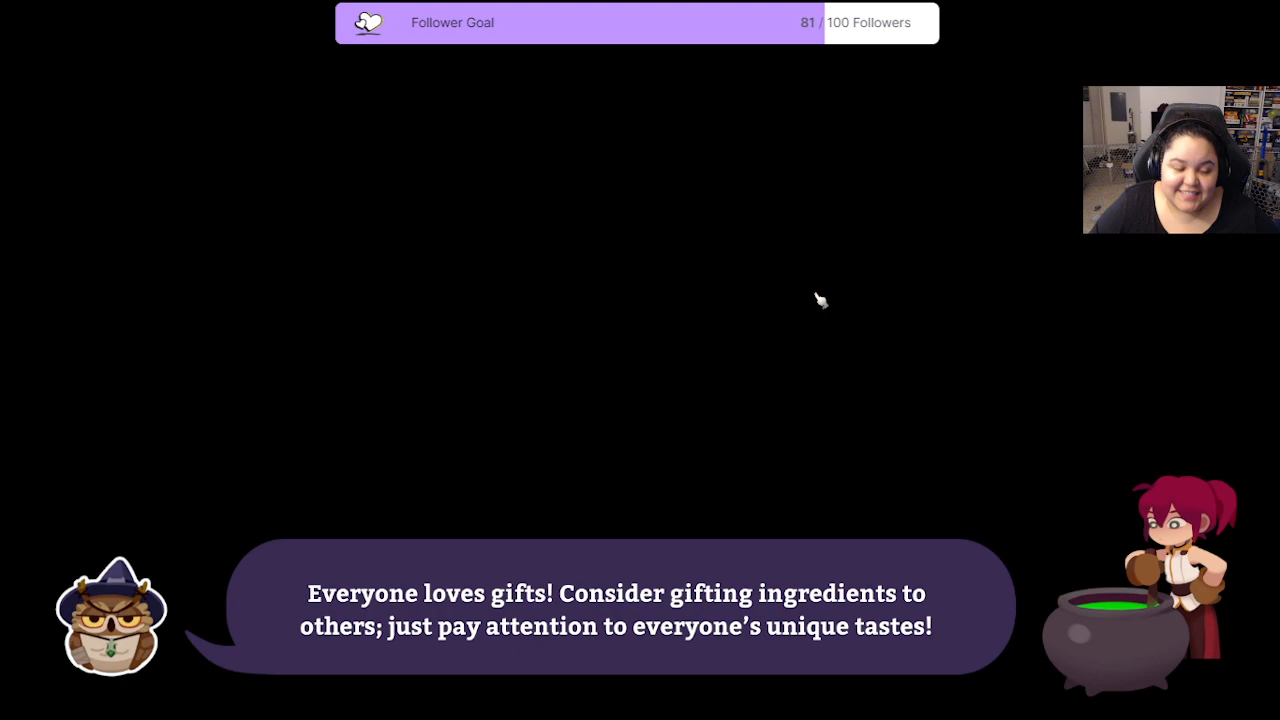 Follower Goal
81 / 100 Followers
Everyone loves gifts! Consider gifting ingredients to
others; just pay attention to everyone’s unique tastes!